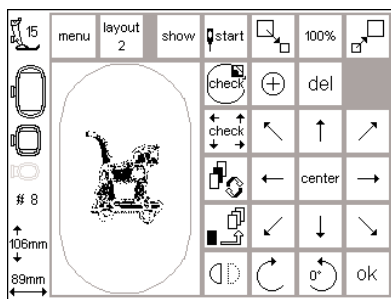 15
menu
layout
2
show
start
100%
check
del
check
center
# 8
106mm
89mm
0°
ok